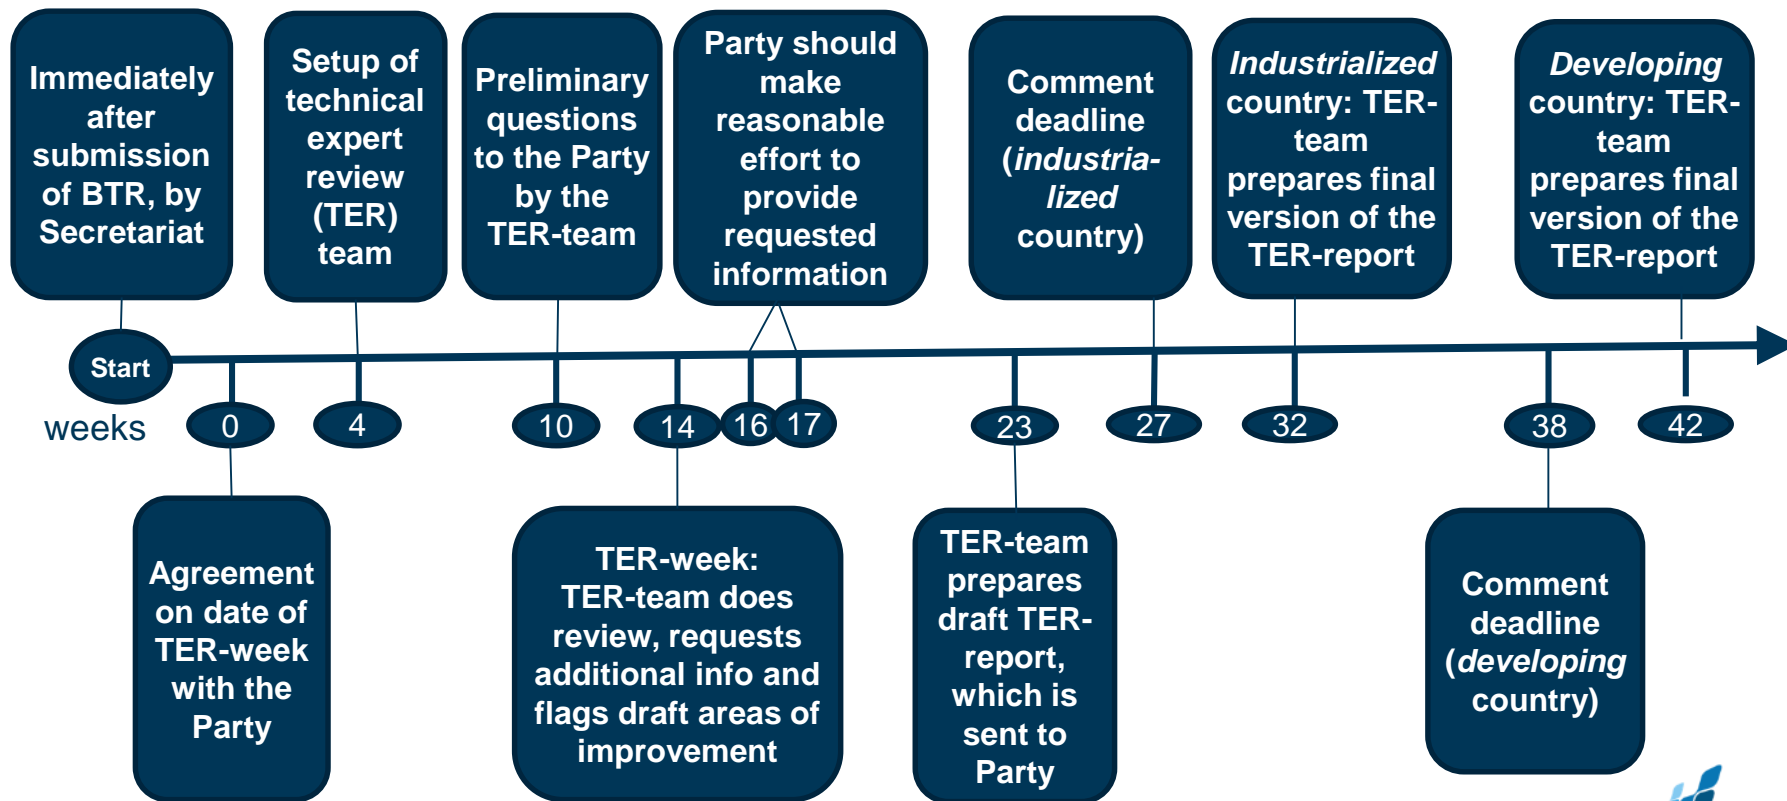 Immediately
after
submission
of BTR, by
Secretariat
Setup of
technical
expert
review
(TER)
team
Preliminary
questions
to the Party
by the
TER-team
Party should
make
reasonable
effort to
provide
requested
information
Comment
deadline
(industria-
lized
country)
Industrialized
country: TER-
team
prepares final
version of the
TER-report
Developing
country: TER-
team
prepares final
version of the
TER-report
Start
weeks
0
4
10
14
16
17
23
27
32
38
42
Agreement
on date of
TER-week
with the
Party
TER-week:
TER-team does
review, requests
additional info and
flags draft areas of
improvement
TER-team
prepares
draft TER-
report,
which is
sent to
Party
Comment
deadline
(developing
country)